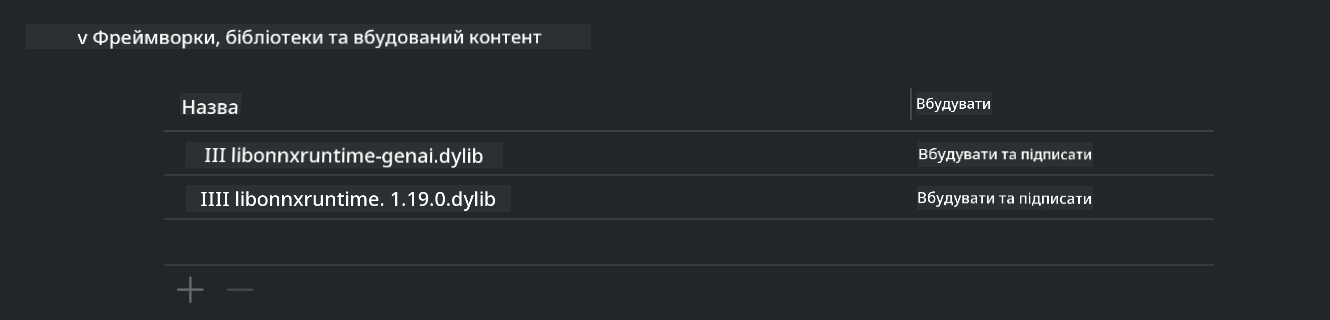 v Фреймворки, бібліотеки та вбудований контент
Назва Вбудувати
III libonnxruntime-genai.dylib Вбудувати та підписати
IIII libonnxruntime. 1.19.0.dylib Вбудувати та підписати